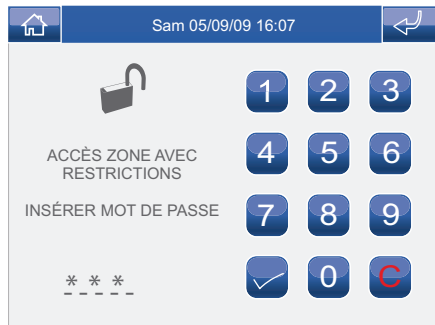 Sam 05/09/09 16:07
ACCÈS ZONE AVEC
RESTRICTIONS
INSÉRER MOT DE PASSE
* * *
1 2 3
4 5 6
7 8 9
0 C